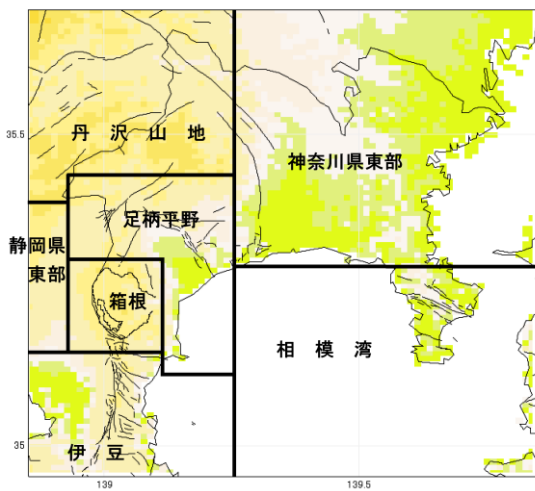 35.5
丹 沢 山 地
神奈川県東部
足柄平野
静岡県
東部
箱根
相 模 湾
伊 豆
35
139
139.5